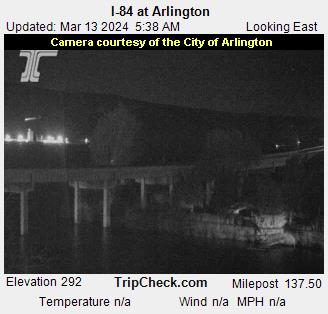 I-84 at Arlington
Updated: Mar 13 2024 5:38 AM Looking East
Camera courtesy of the City of Arlington
Elevation 292 TripCheck.com Milepost 137.50
Temperature n/a Wind n/a MPH n/a